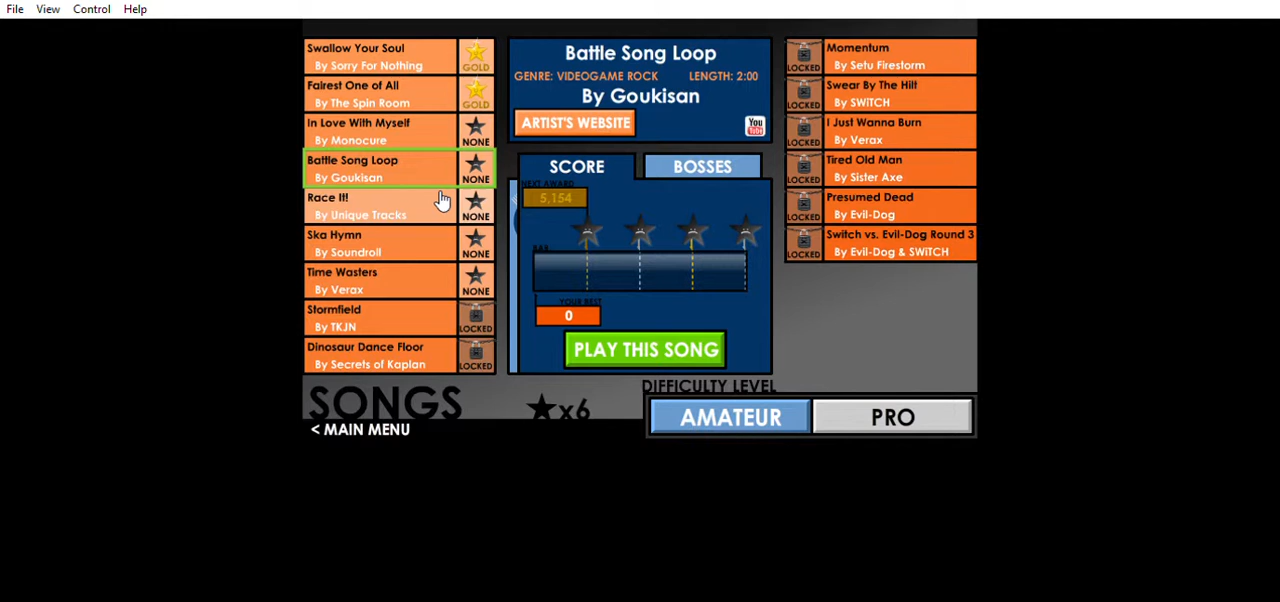 File View Control Help
Swallow Your Soul
By Sorry For Nothing
GOLD
Fairest One of All
By The Spin Room
GOLD
In Love With Myself
By Monocure
NONE
Battle Song Loop
By Goukisan
NONE
Race It!
By Unique Tracks
NONE
Ska Hymn
By Soundroll
NONE
Time Wasters
By Verax
NONE
Stormfield
By TKJN
LOCKED
Dinosaur Dance Floor
By Secrets of Kaplan
LOCKED
Battle Song Loop
GENRE: VIDEOGAME ROCK LENGTH: 2:00
By Goukisan
ARTIST'S WEBSITE
You Tube
SCORE BOSSES
NEXT AWARD
5,154
YOUR BEST
0
PLAY THIS SONG
LOCKED
Momentum
By Setu Firestorm
LOCKED
Swear By The Hilt
By SWiTCH
LOCKED
I Just Wanna Burn
By Verax
LOCKED
Tired Old Man
By Sister Axe
LOCKED
Presumed Dead
By Evil-Dog
LOCKED
Switch vs. Evil-Dog Round 3
By Evil-Dog & SWiTCH
SONGS
x6
DIFFICULTY LEVEL
AMATEUR PRO
< MAIN MENU